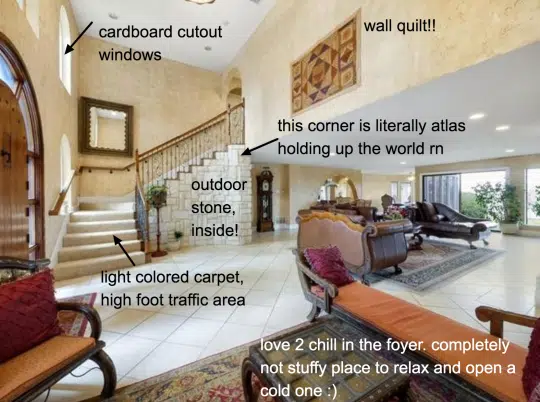 cardboard cutout
windows
wall quilt!!
this corner is literally atlas
holding up the world rn
outdoor
stone,
inside!
light colored carpet,
high foot traffic area
love 2 chill in the foyer. completely
not stuffy place to relax and open a
cold one :)